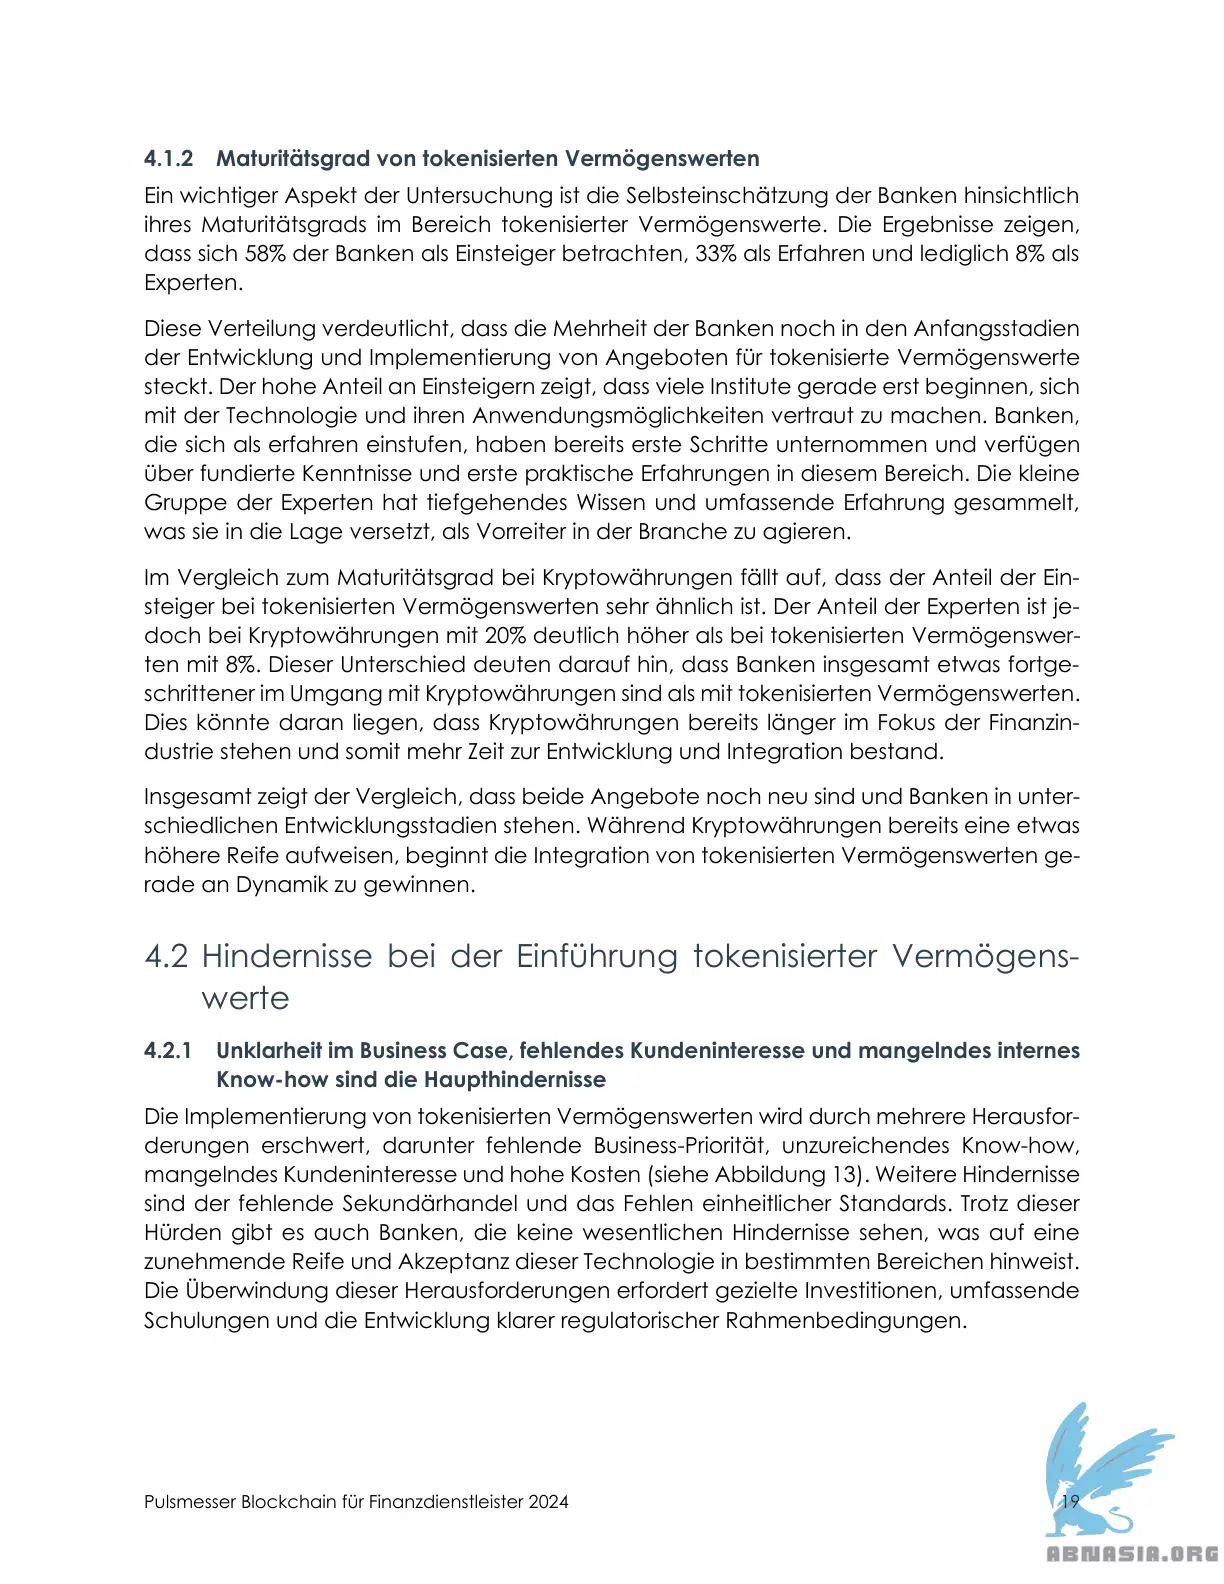 4.1.2 Maturitätsgrad von tokenisierten Vermögenswerten
Ein wichtiger Aspekt der Untersuchung ist die Selbsteinschätzung der Banken hinsichtlich
ihres Maturitätsgrads im Bereich tokenisierter Vermögenswerte. Die Ergebnisse zeigen,
dass sich 58% der Banken als Einsteiger betrachten, 33% als Erfahren und lediglich 8% als
Experten.
Diese Verteilung verdeutlicht, dass die Mehrheit der Banken noch in den Anfangsstadien
der Entwicklung und Implementierung von Angeboten für tokenisierte Vermögenswerte
steckt. Der hohe Anteil an Einsteigern zeigt, dass viele Institute gerade erst beginnen, sich
mit der Technologie und ihren Anwendungsmöglichkeiten vertraut zu machen. Banken,
die sich als erfahren einstufen, haben bereits erste Schritte unternommen und verfügen
über fundierte Kenntnisse und erste praktische Erfahrungen in diesem Bereich. Die kleine
Gruppe der Experten hat tiefgehendes Wissen und umfassende Erfahrung gesammelt,
was sie in die Lage versetzt, als Vorreiter in der Branche zu agieren.
Im Vergleich zum Maturitätsgrad bei Kryptowährungen fällt auf, dass der Anteil der Ein-
steiger bei tokenisierten Vermögenswerten sehr ähnlich ist. Der Anteil der Experten ist je-
doch bei Kryptowährungen mit 20% deutlich höher als bei tokenisierten Vermögenswer-
ten mit 8%. Dieser Unterschied deuten darauf hin, dass Banken insgesamt etwas fortge-
schrittener im Umgang mit Kryptowährungen sind als mit tokenisierten Vermögenswerten.
Dies könnte daran liegen, dass Kryptowährungen bereits länger im Fokus der Finanzin-
dustrie stehen und somit mehr Zeit zur Entwicklung und Integration bestand.
Insgesamt zeigt der Vergleich, dass beide Angebote noch neu sind und Banken in unter-
schiedlichen Entwicklungsstadien stehen. Während Kryptowährungen bereits eine etwas
höhere Reife aufweisen, beginnt die Integration von tokenisierten Vermögenswerten ge-
rade an Dynamik zu gewinnen.
4.2 Hindernisse bei der Einführung tokenisierter Vermögens-
werte
4.2.1 Unklarheit im Business Case, fehlendes Kundeninteresse und mangelndes internes
Know-how sind die Haupthindernisse
Die Implementierung von tokenisierten Vermögenswerten wird durch mehrere Herausfor-
derungen erschwert, darunter fehlende Business-Priorität, unzureichendes Know-how,
mangelndes Kundeninteresse und hohe Kosten (siehe Abbildung 13). Weitere Hindernisse
sind der fehlende Sekundärhandel und das Fehlen einheitlicher Standards. Trotz dieser
Hürden gibt es auch Banken, die keine wesentlichen Hindernisse sehen, was auf eine
zunehmende Reife und Akzeptanz dieser Technologie in bestimmten Bereichen hinweist.
Die Überwindung dieser Herausforderungen erfordert gezielte Investitionen, umfassende
Schulungen und die Entwicklung klarer regulatorischer Rahmenbedingungen.
Pulsmesser Blockchain für Finanzdienstleister 2024 19
ABNASIA.ORG